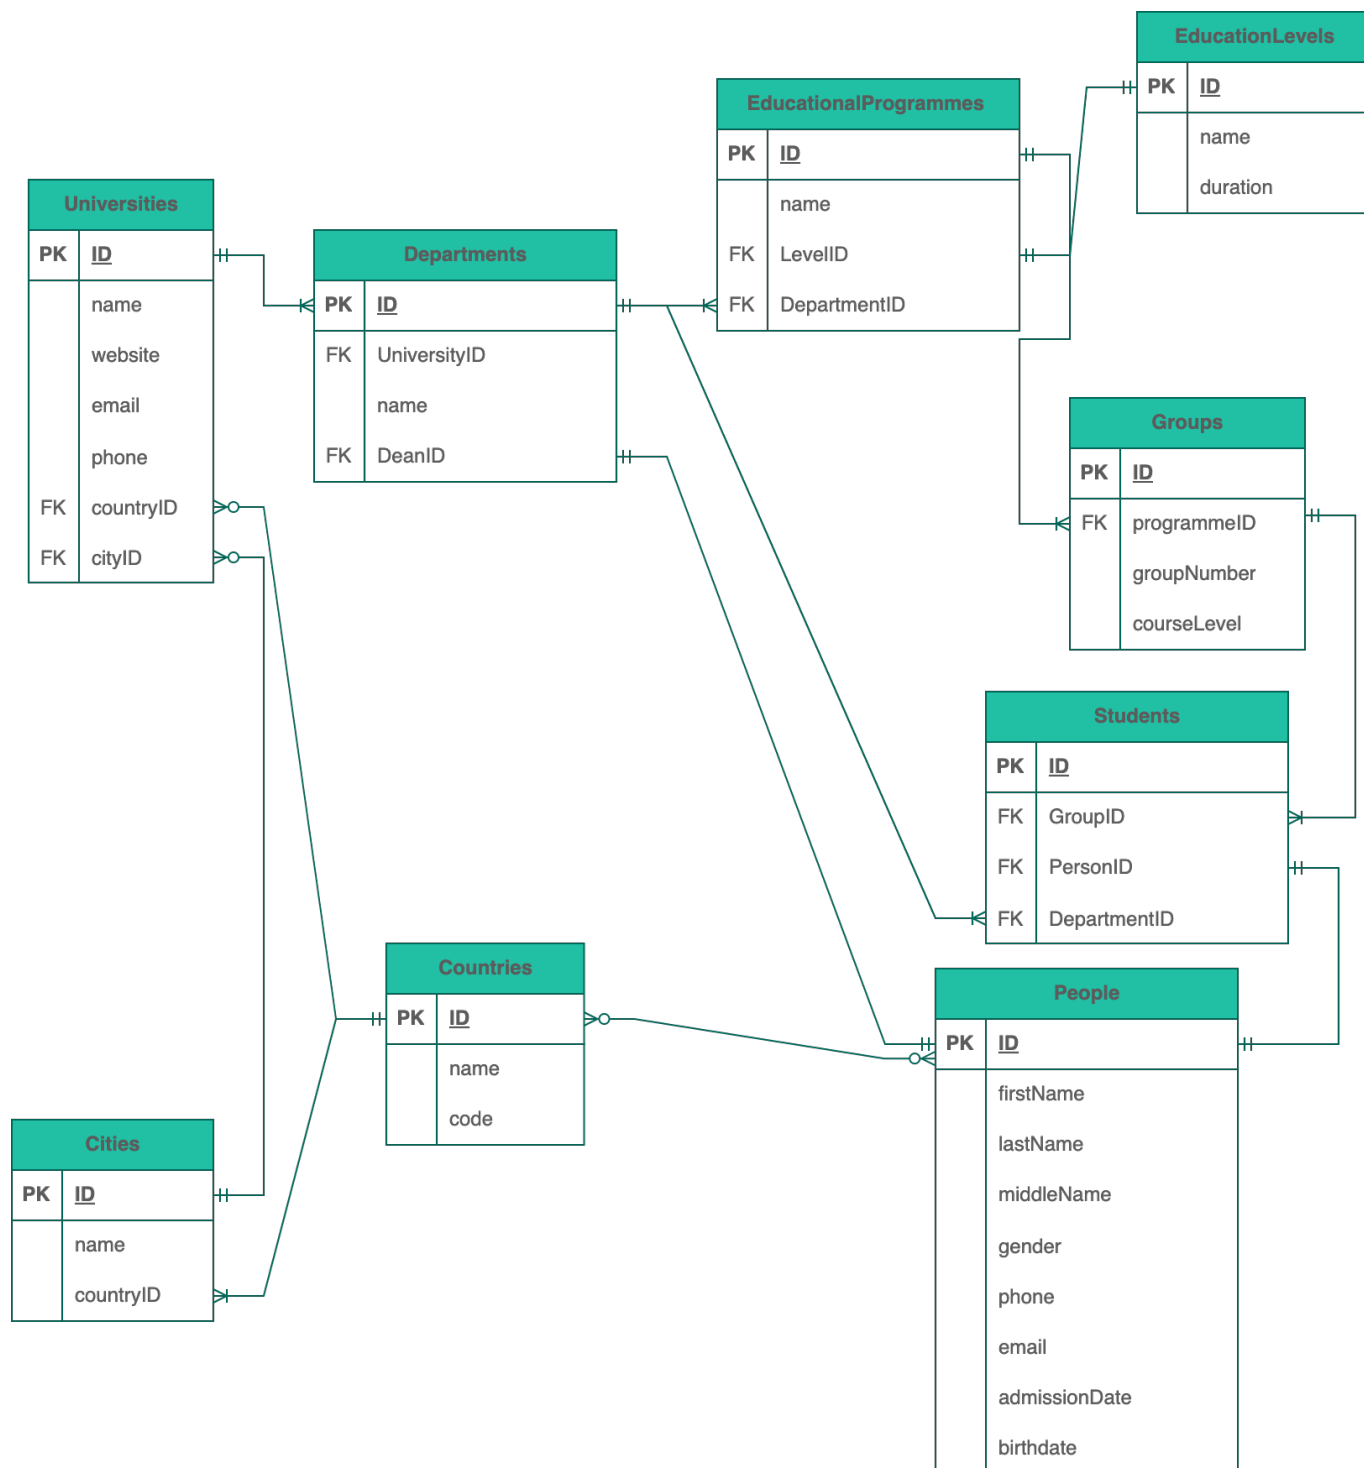 EducationLevels
PK ID
name
duration
EducationalProgrammes
PK ID
name
FK LevelID
FK DepartmentID
Universities
PK ID
name
website
email
phone
FK countryID
FK cityID
Departments
PK ID
FK UniversityID
name
FK DeanID
Groups
PK ID
FK programmeID
groupNumber
courseLevel
Students
PK ID
FK GroupID
FK PersonID
FK DepartmentID
Countries
PK ID
name
code
People
PK ID
firstName
lastName
middleName
gender
phone
email
admissionDate
birthdate
Cities
PK ID
name
countryID